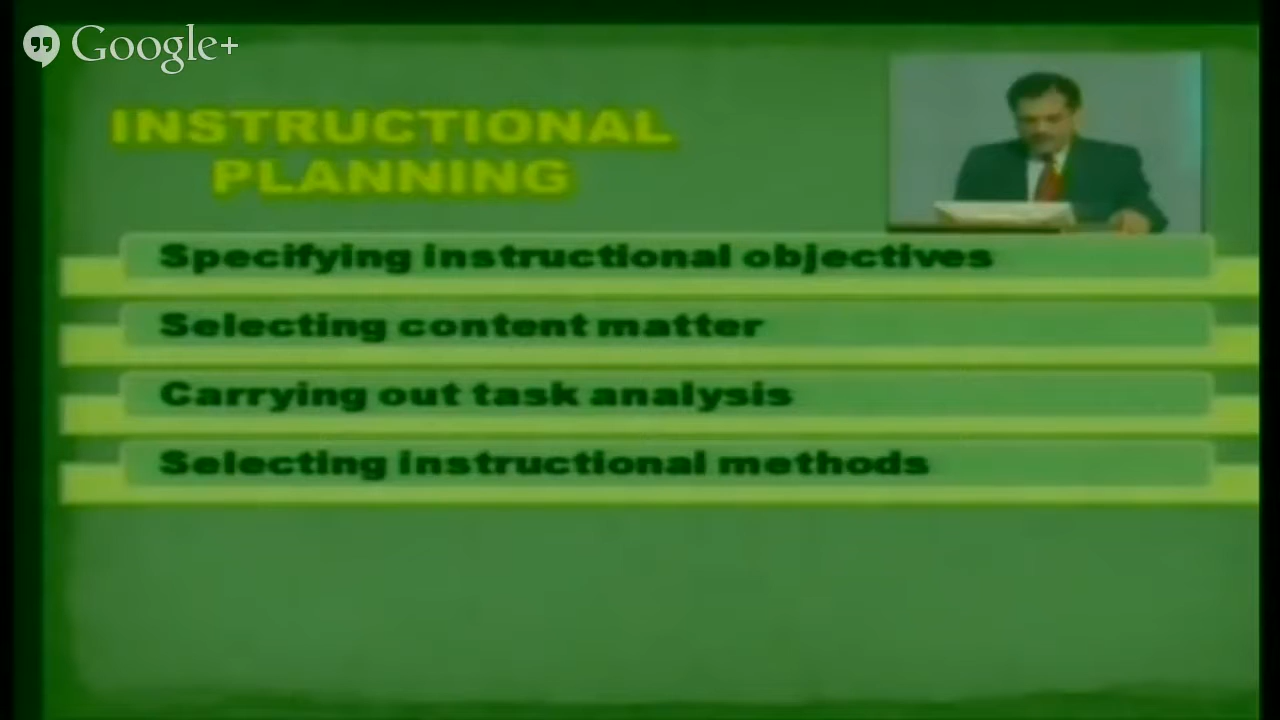 Google+
INSTRUCTIONAL
PLANNING
Specifying instructional objectives
Selecting content matter
Carrying out task analysis
Selecting instructional methods